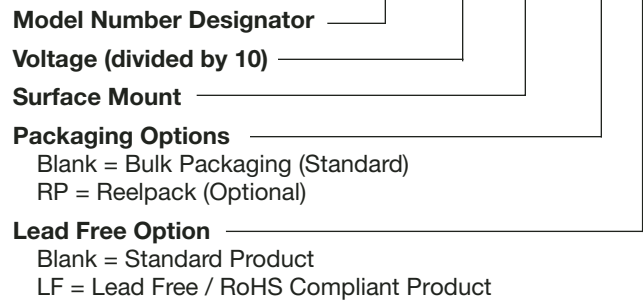 Model Number Designator
Voltage (divided by 10)
Surface Mount
Packaging Options
Blank = Bulk Packaging (Standard)
RP = Reelpack (Optional)
Lead Free Option
Blank = Standard Product
LF = Lead Free / RoHS Compliant Product